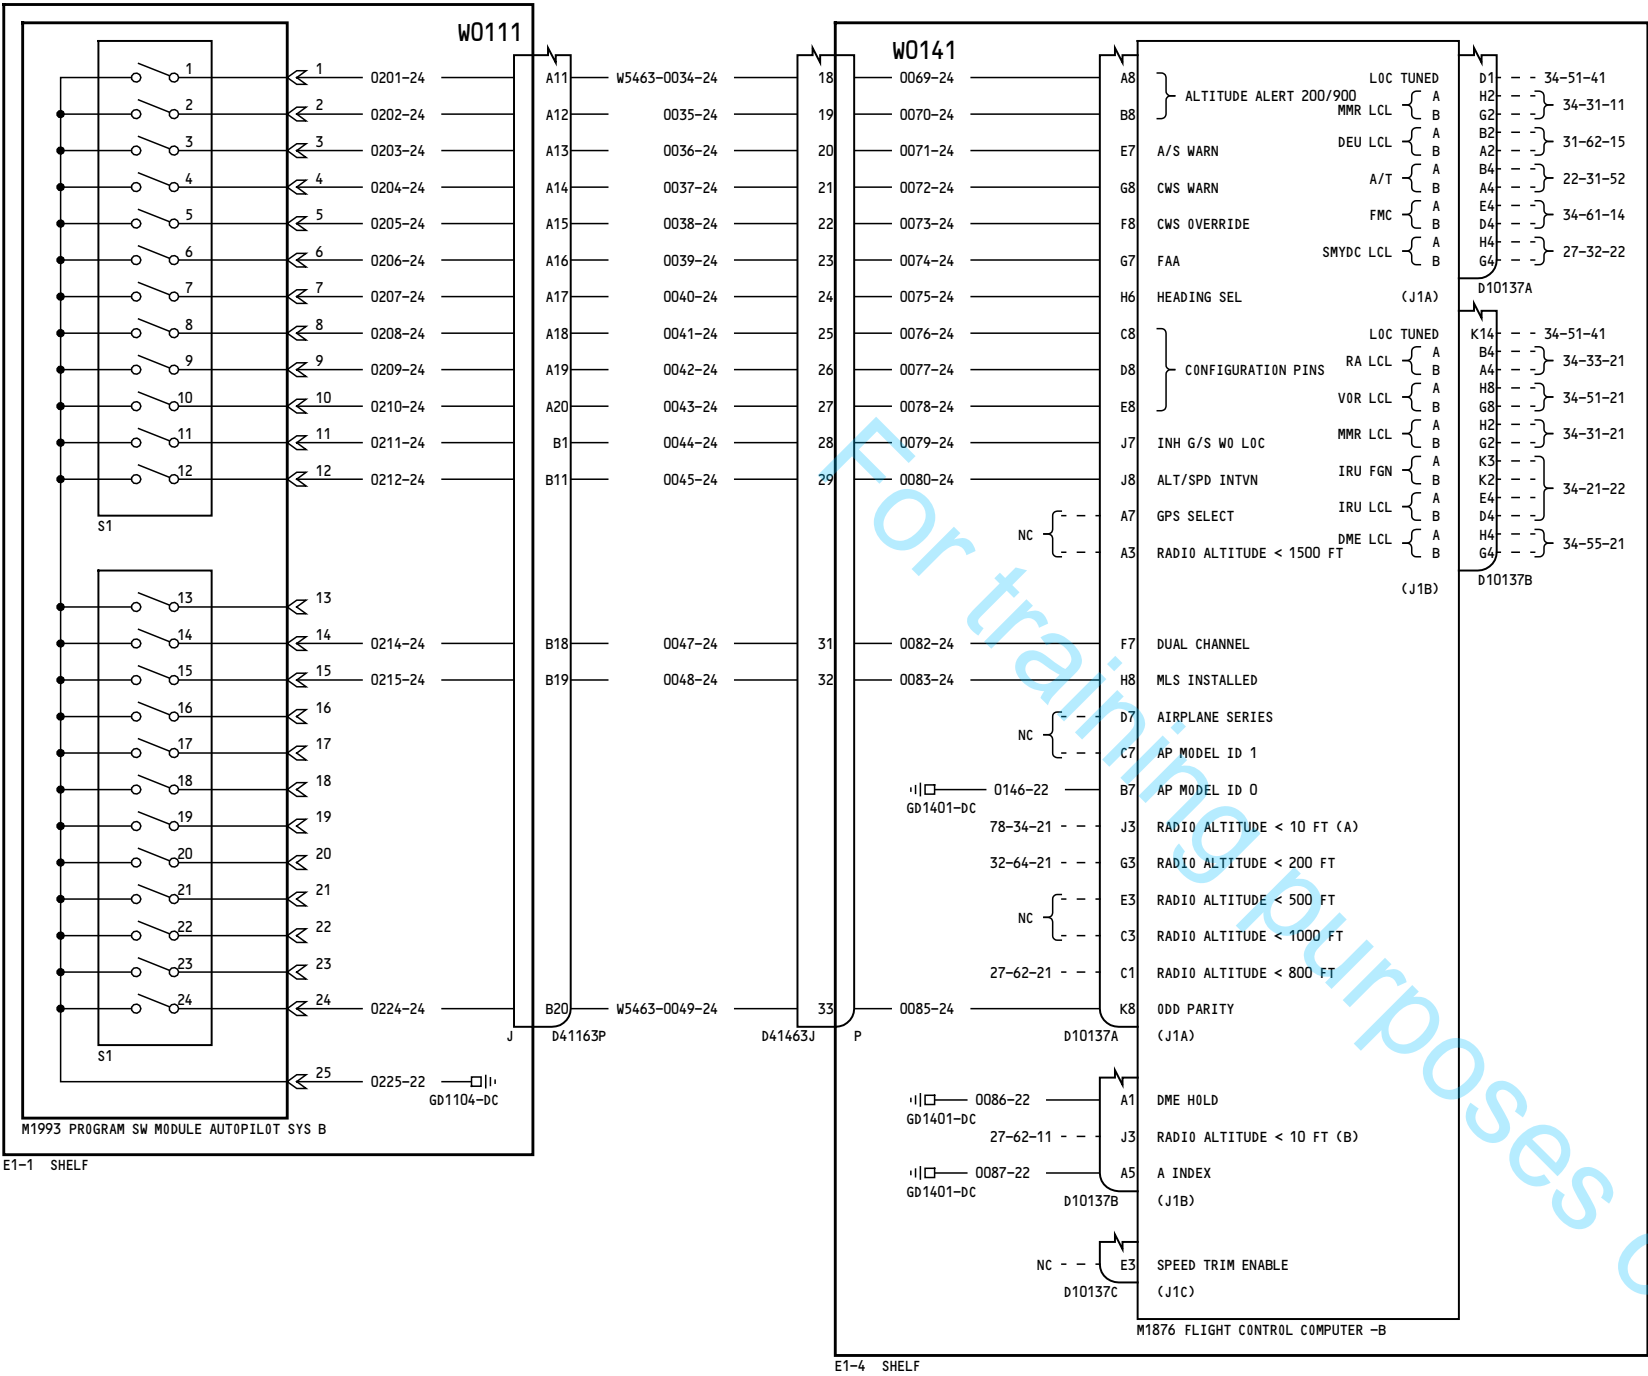 W0111
W0141
1 1 0201-24 A11 W5463-0034-24 18 0069-24 A8
2 2 0202-24 A12 0035-24 19 0070-24 B8
ALTITUDE ALERT 200/900
3 3 0203-24 A13 0036-24 20 0071-24 E7 A/S WARN
4 4 0204-24 A14 0037-24 21 0072-24 G8 CWS WARN
5 5 0205-24 A15 0038-24 22 0073-24 F8 CWS OVERRIDE
6 6 0206-24 A16 0039-24 23 0074-24 G7 FAA
7 7 0207-24 A17 0040-24 24 0075-24 H6 HEADING SEL
8 8 0208-24 A18 0041-24 25 0076-24 C8
9 9 0209-24 A19 0042-24 26 0077-24 D8 CONFIGURATION PINS
10 10 0210-24 A20 0043-24 27 0078-24 E8
11 11 0211-24 B1 0044-24 28 0079-24 J7 INH G/S WO LOC
12 12 0212-24 B11 0045-24 29 0080-24 J8 ALT/SPD INTVN
S1
NC A7 GPS SELECT
A3 RADIO ALTITUDE < 1500 FT
13 13
14 14 0214-24 B18 0047-24 31 0082-24 F7 DUAL CHANNEL
15 15 0215-24 B19 0048-24 32 0083-24 H8 MLS INSTALLED
16 16 NC D7 AIRPLANE SERIES
17 17 C7 AP MODEL ID 1
18 18 0146-22 B7 AP MODEL ID 0
GD1401-DC
19 19 78-34-21 J3 RADIO ALTITUDE < 10 FT (A)
20 20 32-64-21 G3 RADIO ALTITUDE < 200 FT
21 21 E3 RADIO ALTITUDE < 500 FT
NC
22 22 C3 RADIO ALTITUDE < 1000 FT
23 23 27-62-21 C1 RADIO ALTITUDE < 800 FT
24 24 0224-24 B20 W5463-0049-24 33 0085-24 K8 ODD PARITY
J D41163P D41463J P D10137A (J1A)
S1
25 0225-22
GD1104-DC
M1993 PROGRAM SW MODULE AUTOPILOT SYS B
E1-1 SHELF
0086-22 A1 DME HOLD
GD1401-DC
27-62-11 J3 RADIO ALTITUDE < 10 FT (B)
0087-22 A5 A INDEX
GD1401-DC
D10137B (J1B)
NC E3 SPEED TRIM ENABLE
D10137C (J1C)
M1876 FLIGHT CONTROL COMPUTER -B
E1-4 SHELF
LOC TUNED D1 34-51-41
MMR LCL A H2 34-31-11
B G2
DEU LCL A B2 31-62-15
B A2
A/T A B4 22-31-52
B A4
FMC A E4 34-61-14
B D4
SMYDC LCL A H4 27-32-22
B G4
(J1A) D10137A
LOC TUNED K14 34-51-41
RA LCL A B4 34-33-21
B A4
VOR LCL A H8 34-51-21
B G8
MMR LCL A H2 34-31-21
B G2
IRU FGN A K3
B K2
34-21-22
IRU LCL A E4
B D4
DME LCL A H4 34-55-21
B G4
(J1B) D10137B
For training purposes